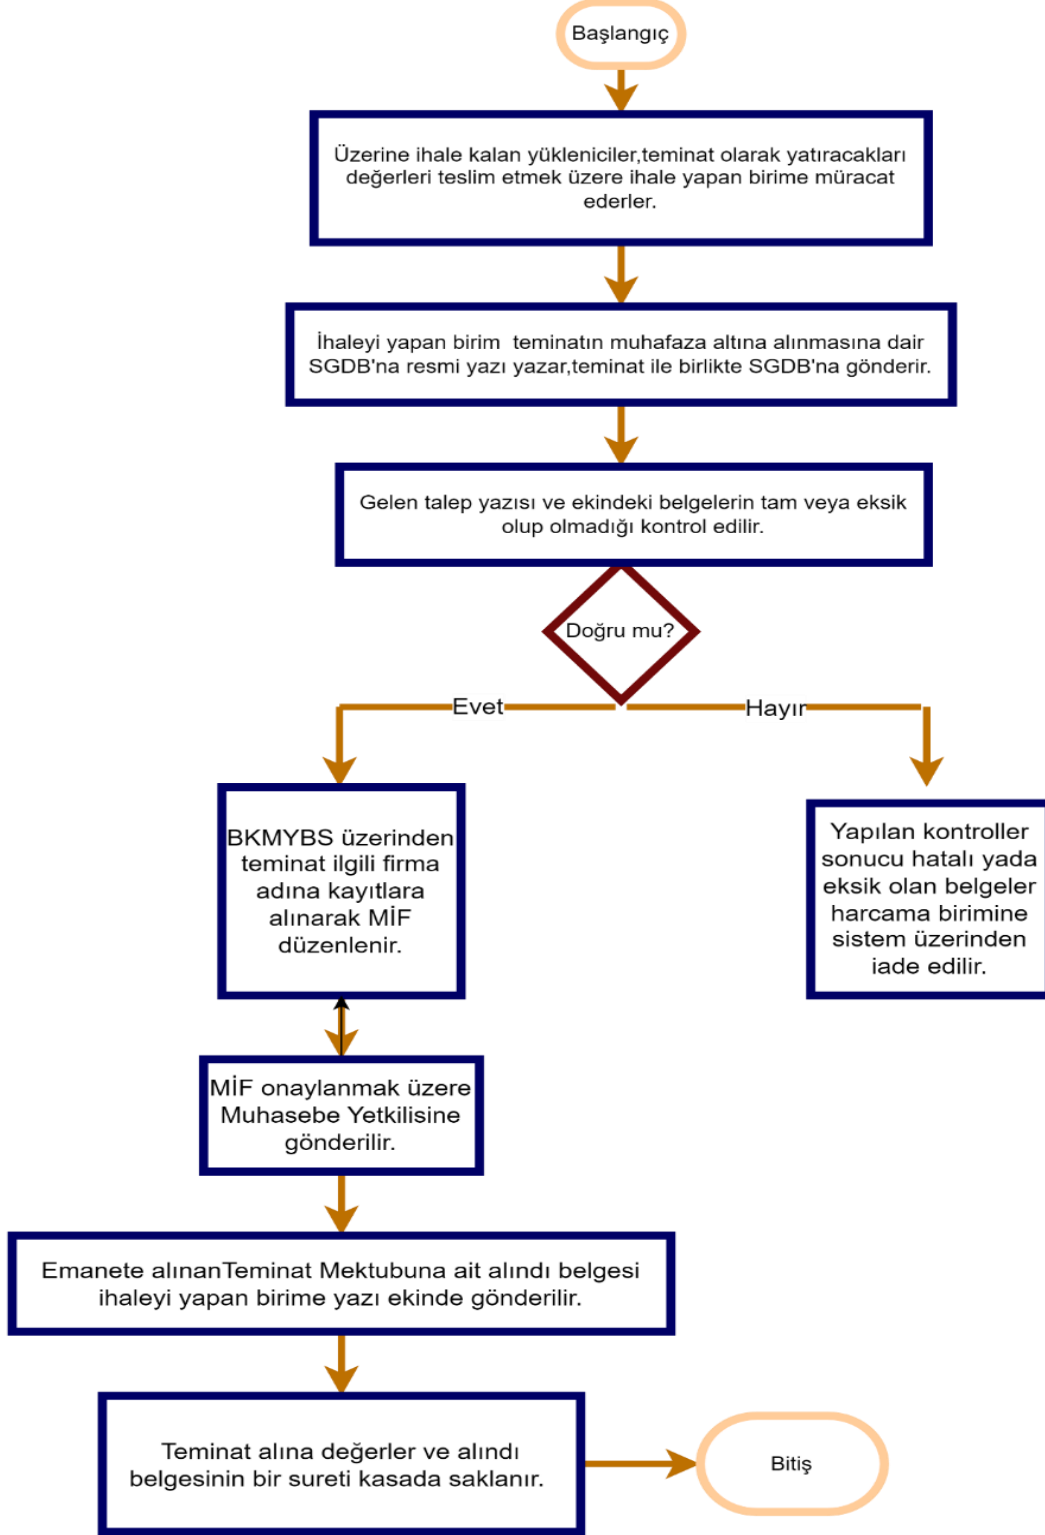 Başlangıç
Üzerine ihale kalan yükleniciler,teminat olarak yatıracakları
değerleri teslim etmek üzere ihale yapan birime müracat
ederler.
İhaleyi yapan birim  teminatın muhafaza altına alınmasına dair
SGDB'na resmi yazı yazar,teminat ile birlikte SGDB'na gönderir.
Gelen talep yazısı ve ekindeki belgelerin tam veya eksik
olup olmadığı kontrol edilir.
Doğru mu?
Evet
Hayır
BKMYBS üzerinden
teminat ilgili firma
adına kayıtlara
alınarak MİF
düzenlenir.
Yapılan kontroller
sonucu hatalı yada
eksik olan belgeler
harcama birimine
sistem üzerinden
iade edilir.
MİF onaylanmak üzere
Muhasebe Yetkilisine
gönderilir.
Emanete alınanTeminat Mektubuna ait alındı belgesi
ihaleyi yapan birime yazı ekinde gönderilir.
Teminat alına değerler ve alındı
belgesinin bir sureti kasada saklanır.
Bitiş